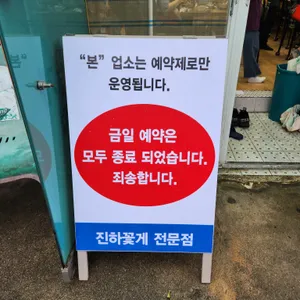 “본” 업소는 예약제로만
운영됩니다.
금일 예약은
모두 종료 되었습니다.
죄송합니다.
진하꽃게 전문점